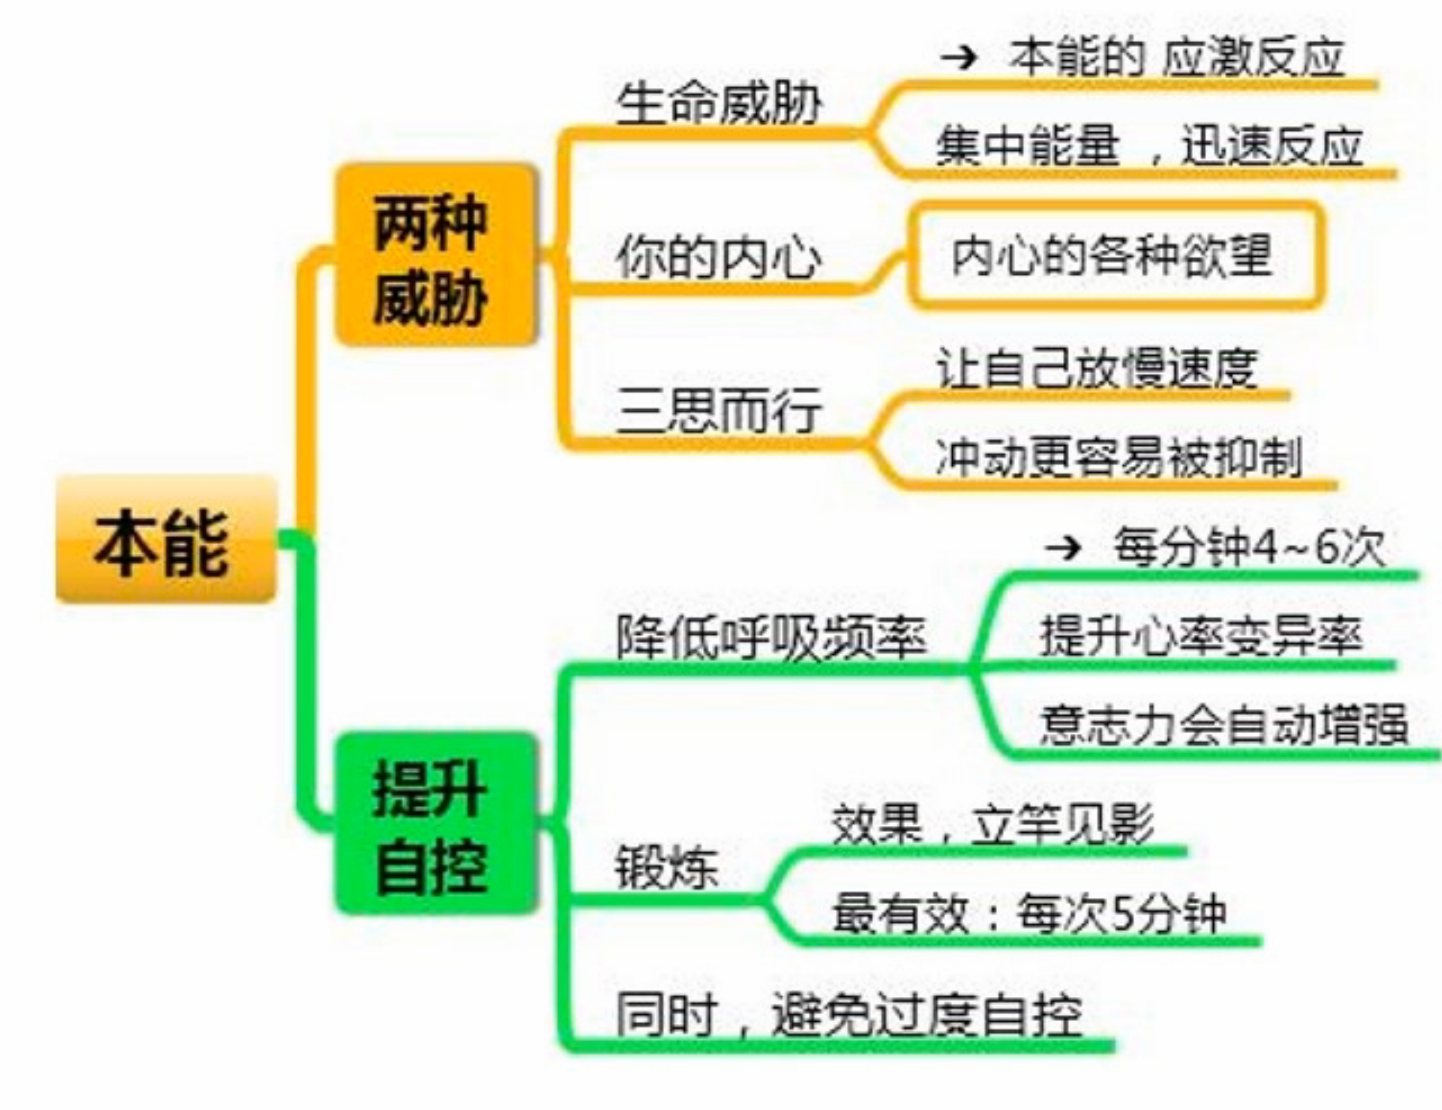 本能
两种
威胁
生命威胁
→ 本能的 应激反应
集中能量 ，迅速反应
你的内心
内心的各种欲望
三思而行
让自己放慢速度
冲动更容易被抑制
提升
自控
降低呼吸频率
→ 每分钟4~6次
提升心率变异率
意志力会自动增强
锻炼
效果，立竿见影
最有效：每次5分钟
同时，避免过度自控